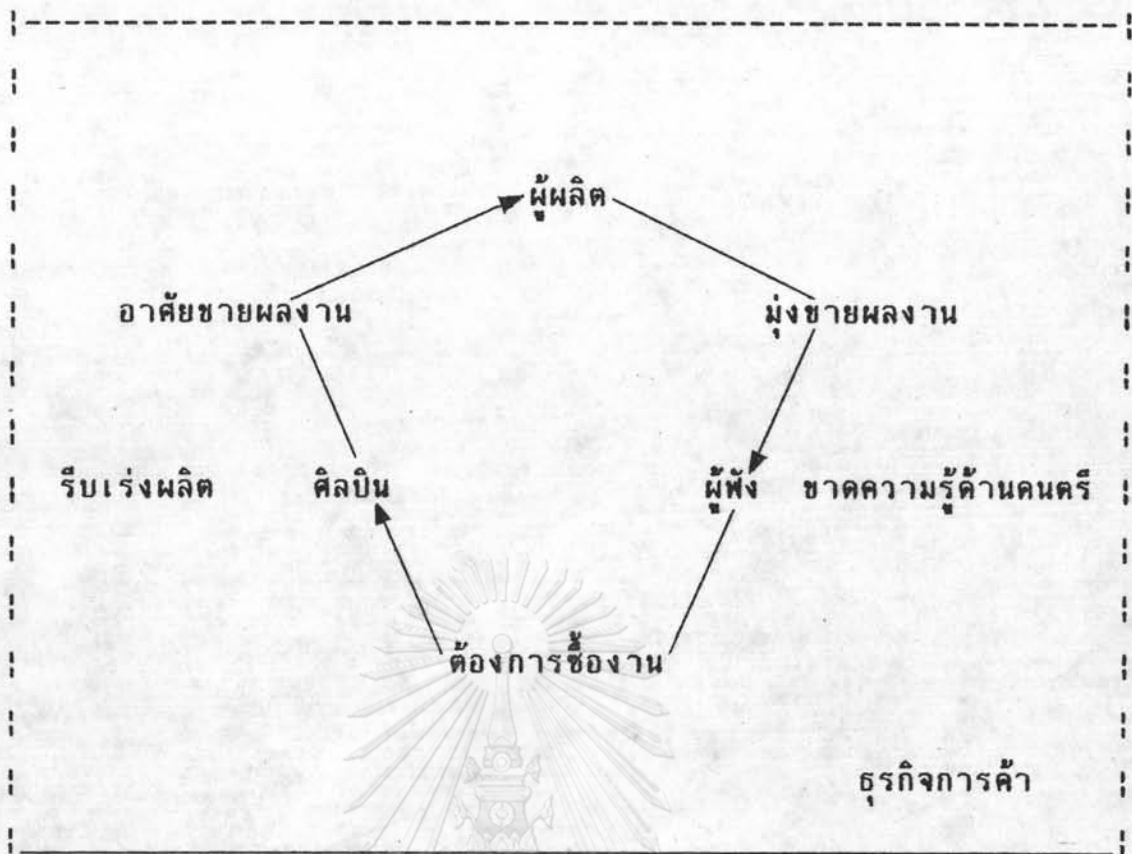 ผู้ผลิต
อาศัยขายผลงาน มุ่งขายผลงาน
รีบเร่งผลิต ศิลปิน ผู้ฟัง ขาดความรู้ด้านดนตรี
ต้องการซื้องาน
ธุรกิจการค้า